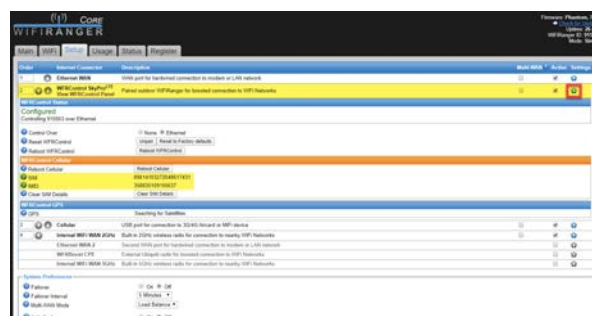 CORE
WIFIRANGER
Main WiFi Setup Usage Status Register
Order Internet Connection Description Multi-WAN Active Settings
1 Ethernet WAN WAN port for hardwired connection to modem or LAN network
2 WFRControl SkyPro LTE Paired outdoor WiFiRanger for boosted connection to WiFi Networks
View WFRControl Panel
WFRControl Status
Configured
Controlling over Ethernet
Control Over None Ethernet
Reset WFRControl Unpair Reset to Factory defaults
Reboot WFRControl Reboot WFRControl
WFRControl Cellular
Reboot Cellular Reboot Cellular
SIM
IMEI
Clear SIM Details Clear SIM Details
WFRControl GPS
GPS Searching for Satellites
3 Cellular USB port for connection to 3G/4G Aircard or MiFi device
4 Internal WiFi WAN 2GHz Built in 2GHz wireless radio for connection to nearby WiFi Networks
Ethernet WAN 2 Second WAN port for hardwired connection to modem or LAN network
WFRBoost CPE External Ubiquiti radio for boosted connection to WiFi Networks
Internal WiFi WAN 5GHz Built in 5GHz wireless radio for connection to nearby WiFi Networks
System Preferences
Failover On Off
Failover Interval 5 Minutes
Multi-WAN Mode Load Balance